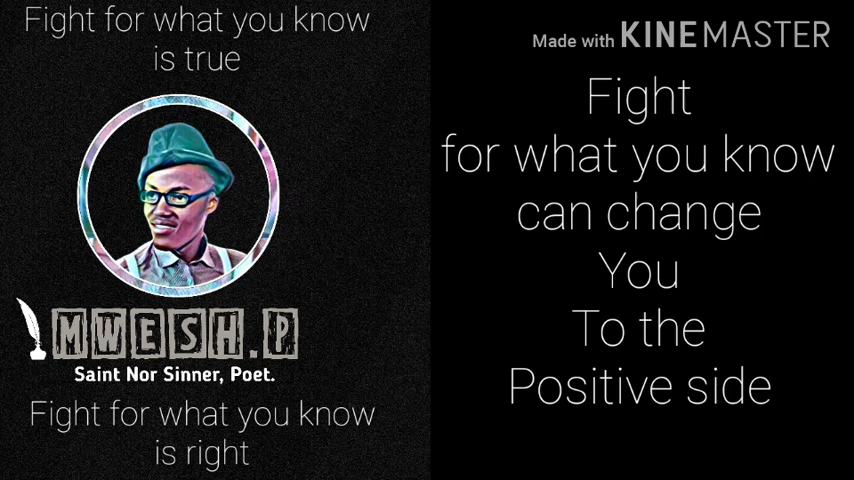 Fight for what you know
is true
MWESH.P
Saint Nor Sinner, Poet.
Fight for what you know
is right
Made with KINEMASTER
Fight
for what you know
can change
You
To the
Positive side